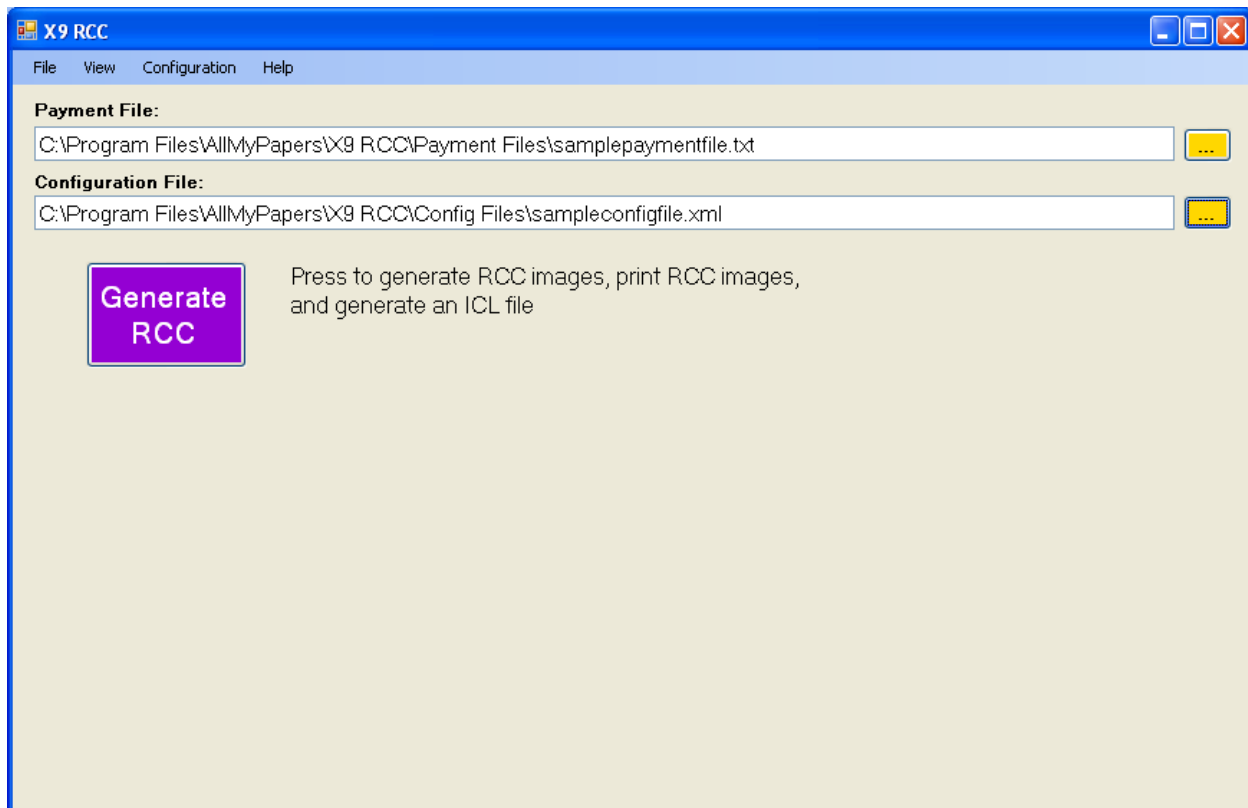 X9 RCC
File View Configuration Help
Payment File:
C:\Program Files\AllMyPapers\X9 RCC\Payment Files\samplepaymentfile.txt
...
Configuration File:
C:\Program Files\AllMyPapers\X9 RCC\Config Files\sampleconfigfile.xml
...
Generate
RCC
Press to generate RCC images, print RCC images,
and generate an ICL file